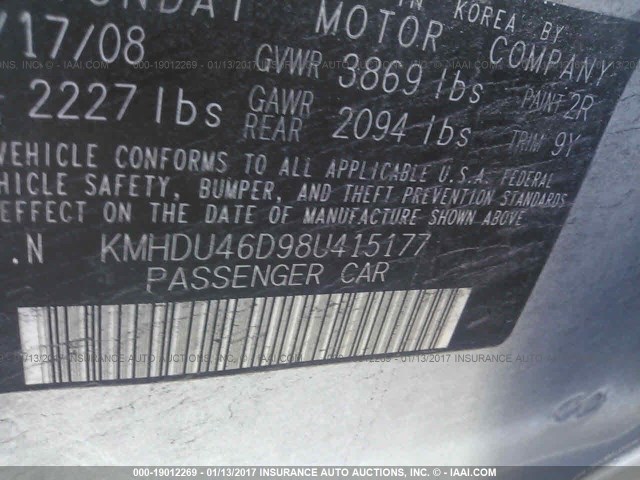 IN KOREA BY
MOTOR COMPANY
/17/08 GVWR 3869 lbs PAINT 2R
2227 lbs GAWR REAR 2094 lbs TRIM 9Y
VEHICLE CONFORMS TO ALL APPLICABLE U.S.A. FEDERAL
HICLE SAFETY, BUMPER, AND THEFT PREVENTION STANDARDS
EFFECT ON THE DATE OF MANUFACTURE SHOWN ABOVE
.N KMHDU46D98U415177
PASSENGER CAR
000-19012269 - 01/13/2017 INSURANCE AUTO AUCTIONS, INC. - © IAAI.COM